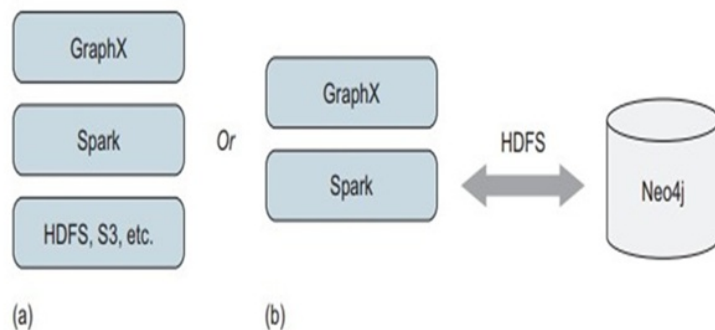 GraphX
Spark
HDFS, S3, etc.
(a)
Or
GraphX
Spark
(b)
HDFS
Neo4j